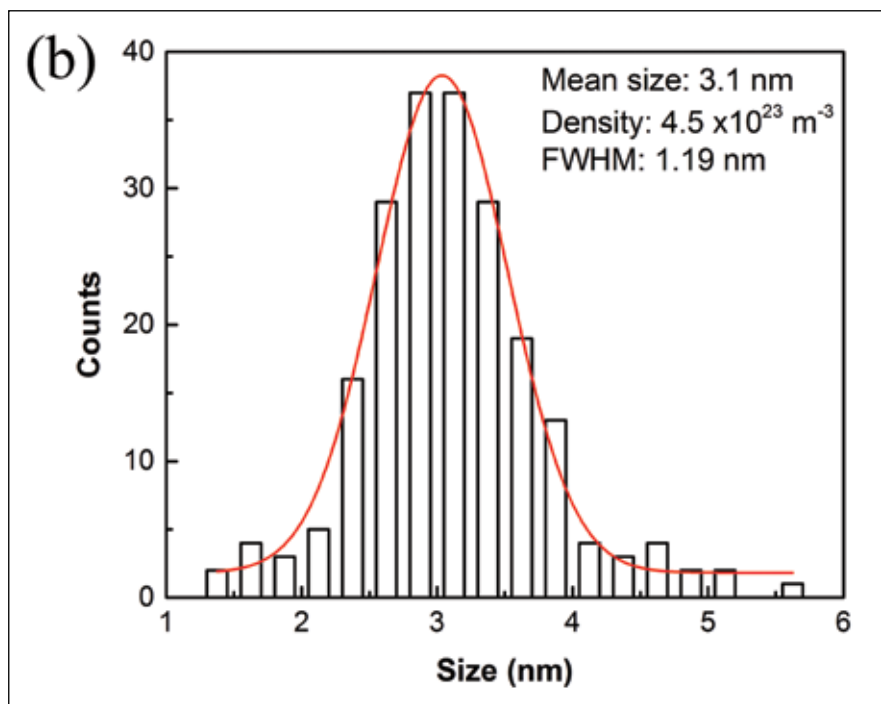 (b)
Mean size: 3.1 nm
Density: 4.5 x10²³ m⁻³
FWHM: 1.19 nm
Counts
40
30
20
10
0
1 2 3 4 5 6
Size (nm)